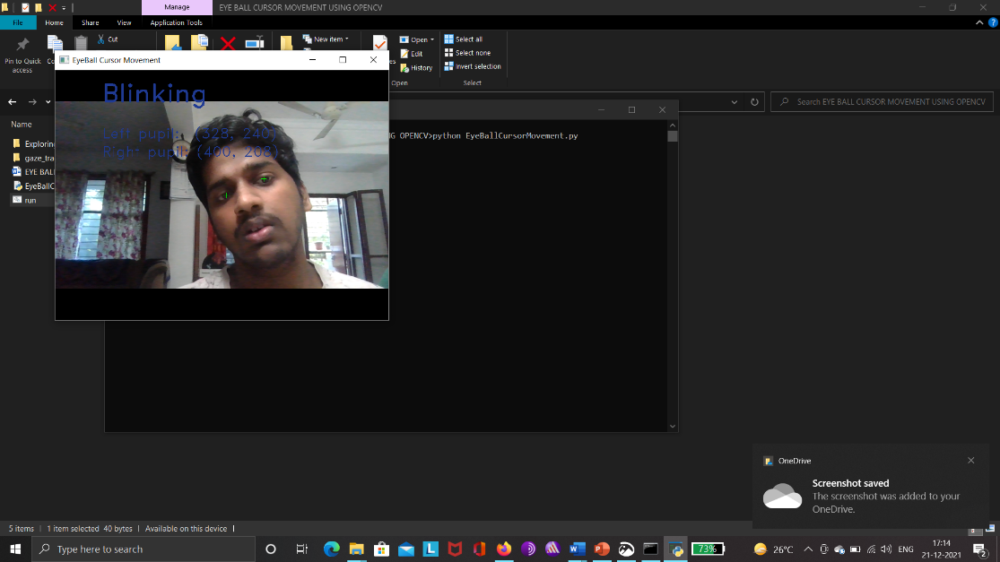 Manage
EYE BALL CURSOR MOVEMENT USING OPENCV
File
Home
Share
View
Application Tools
Pin to Quick
access
Cut
New item
Open
Edit
History
Select all
Select none
Invert selection
Open
Select
EyeBall Cursor Movement
Search EYE BALL CURSOR MOVEMENT USING OPENCV
Name
Blinking
Left pupil: (328, 240)
Right pupil: (400, 208)
NG OPENCV>python EyeBallCursorMovement.py
Exploring
gaze_tra
EYE BALL
EyeBallC
run
OneDrive
Screenshot saved
The screenshot was added to your
OneDrive.
5 items
1 item selected 40 bytes
Available on this device
Type here to search
73%
26°C
ENG
17:14
21-12-2021
2